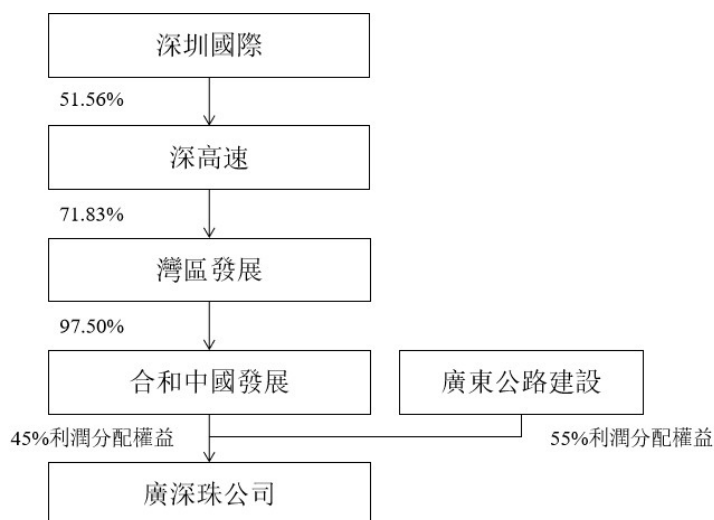 深圳國際
51.56%
深高速
71.83%
灣區發展
97.50%
合和中國發展
廣東公路建設
45%利潤分配權益
55%利潤分配權益
廣深珠公司